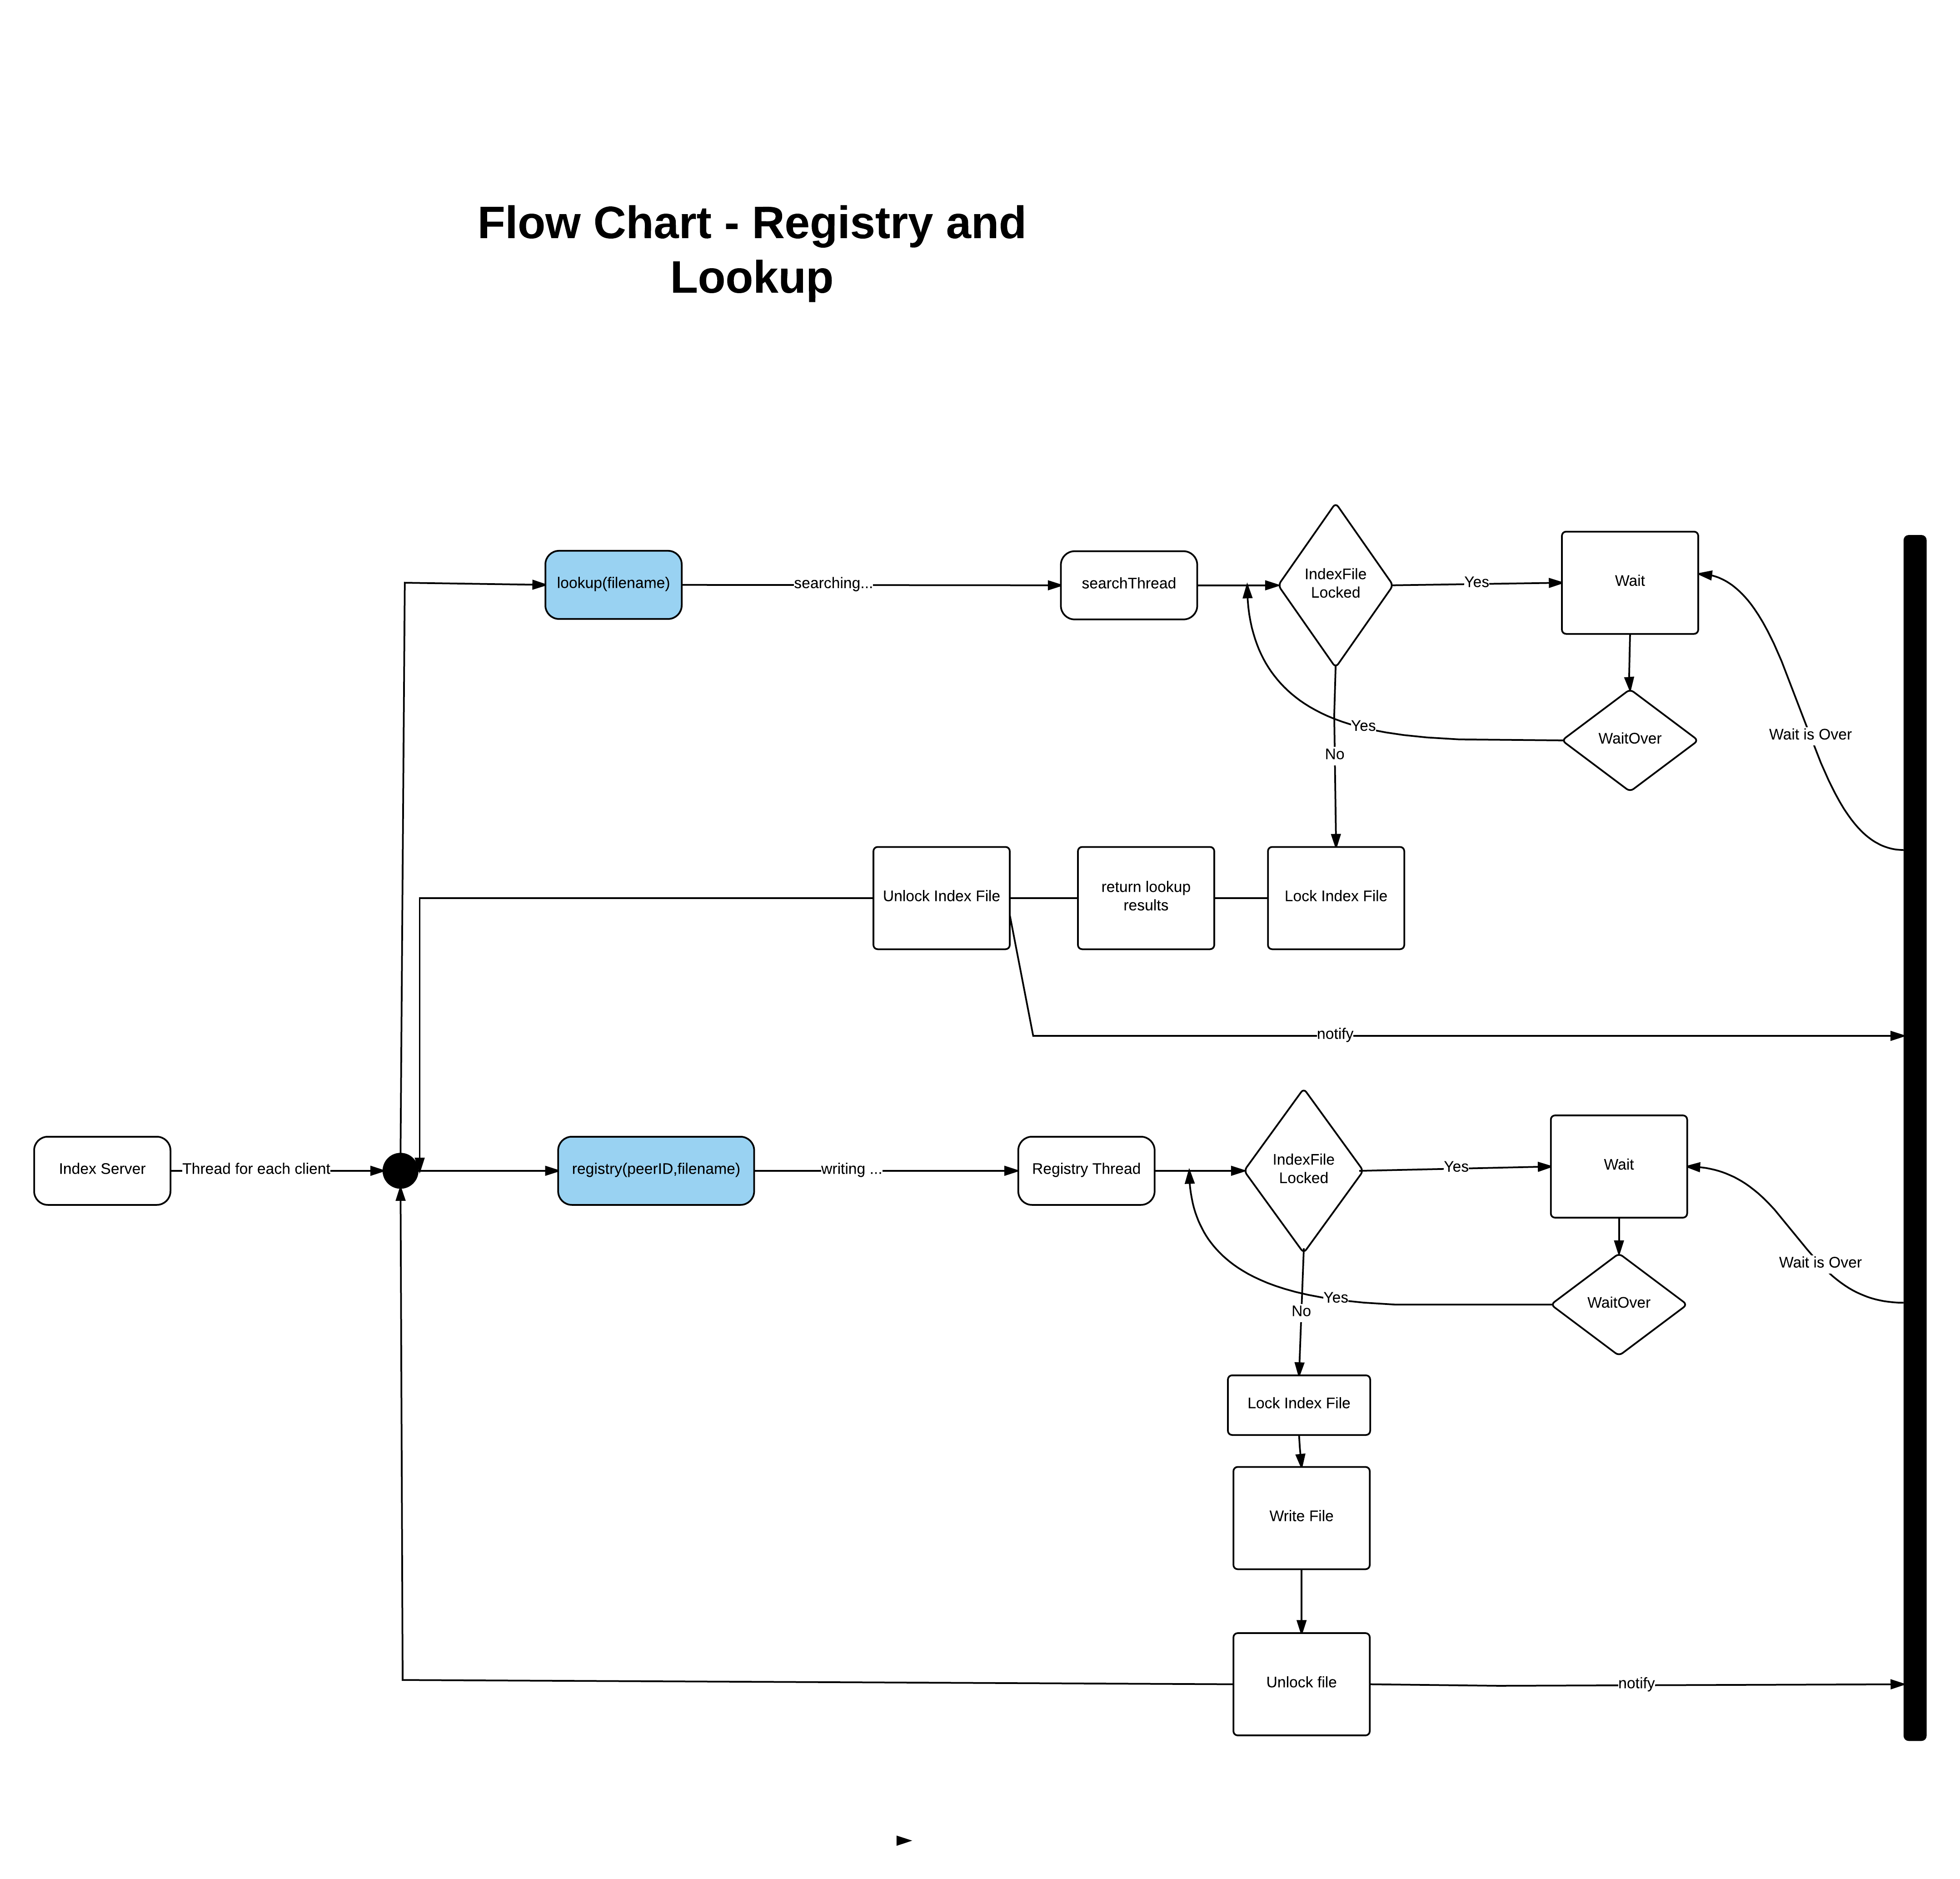 Flow Chart - Registry and
Lookup
lookup(filename)
searching...
searchThread
IndexFile
Locked
Yes
Wait
Yes
No
WaitOver
Wait is Over
Unlock Index File
return lookup
results
Lock Index File
notify
Index Server
Thread for each client
registry(peerID,filename)
writing ...
Registry Thread
IndexFile
Locked
Yes
Wait
Wait is Over
Yes
No
WaitOver
Lock Index File
Write File
Unlock file
notify